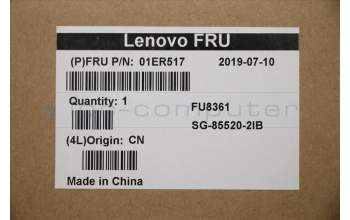 Lenovo FRU
(P)FRU P/N: 01ER517 2019-07-10
Quantity: 1 FU8361
SG-85520-2IB
(4L)Origin: CN
Made in China